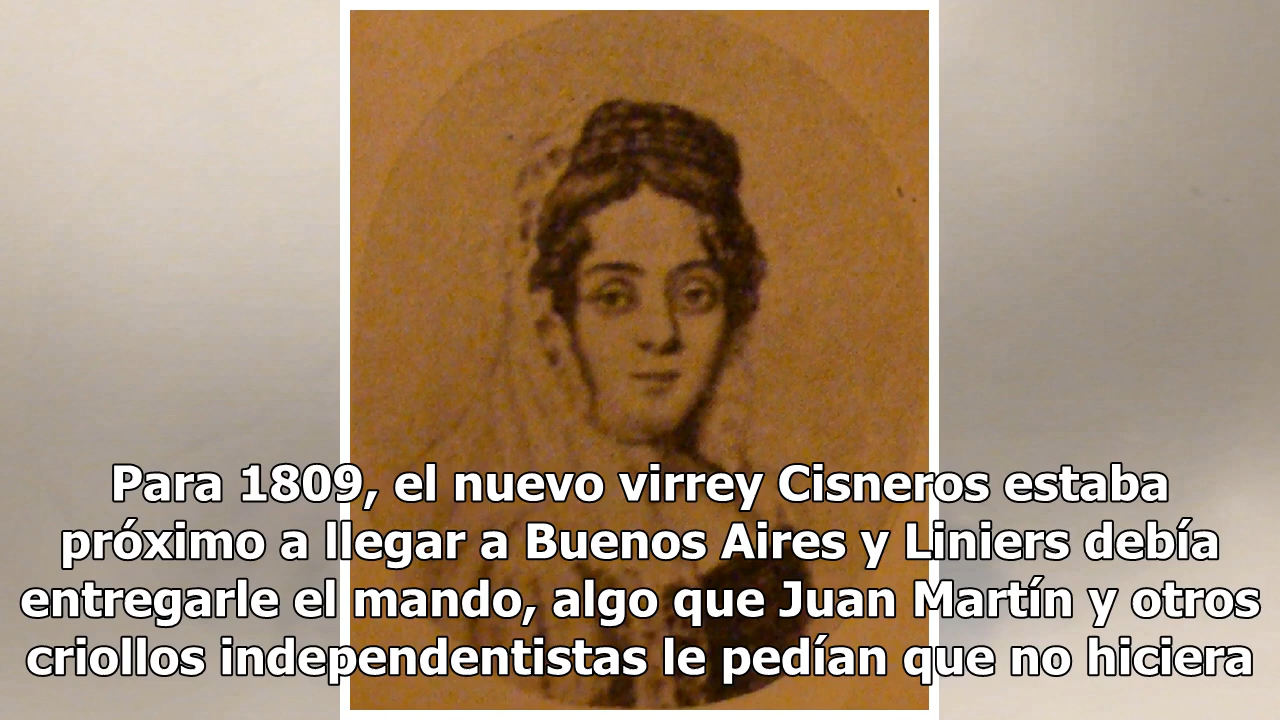 Para 1809, el nuevo virrey Cisneros estaba
próximo a llegar a Buenos Aires y Liniers debía
entregarle el mando, algo que Juan Martín y otros
criollos independentistas le pedían que no hiciera